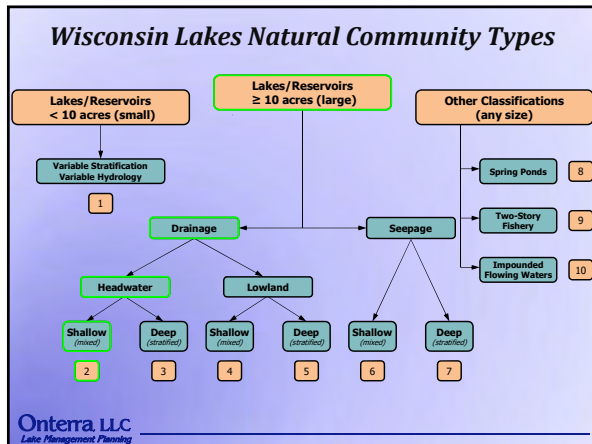 Wisconsin Lakes Natural Community Types
Lakes/Reservoirs
< 10 acres (small)
Lakes/Reservoirs
≥ 10 acres (large)
Other Classifications
(any size)
Variable Stratification
Variable Hydrology
1
Spring Ponds
8
Two-Story
Fishery
9
Impounded
Flowing Waters
10
Drainage
Seepage
Headwater
Lowland
Shallow
(mixed)
Deep
(stratified)
Shallow
(mixed)
Deep
(stratified)
Shallow
(mixed)
Deep
(stratified)
2
3
4
5
6
7
Onterra, LLC
Lake Management Planning